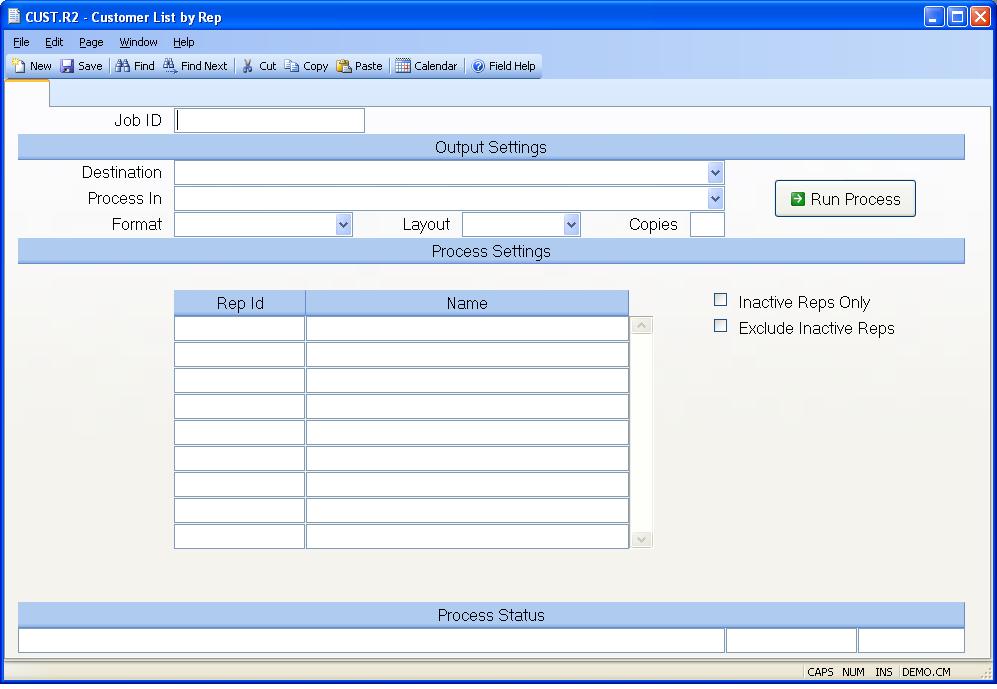 CUST.R2 - Customer List by Rep
File Edit Page Window Help
New Save Find Find Next Cut Copy Paste Calendar Field Help
Job ID
Output Settings
Destination
Process In
Run Process
Format Layout Copies
Process Settings
Rep Id Name
Inactive Reps Only
Exclude Inactive Reps
Process Status
CAPS NUM INS DEMO.CM